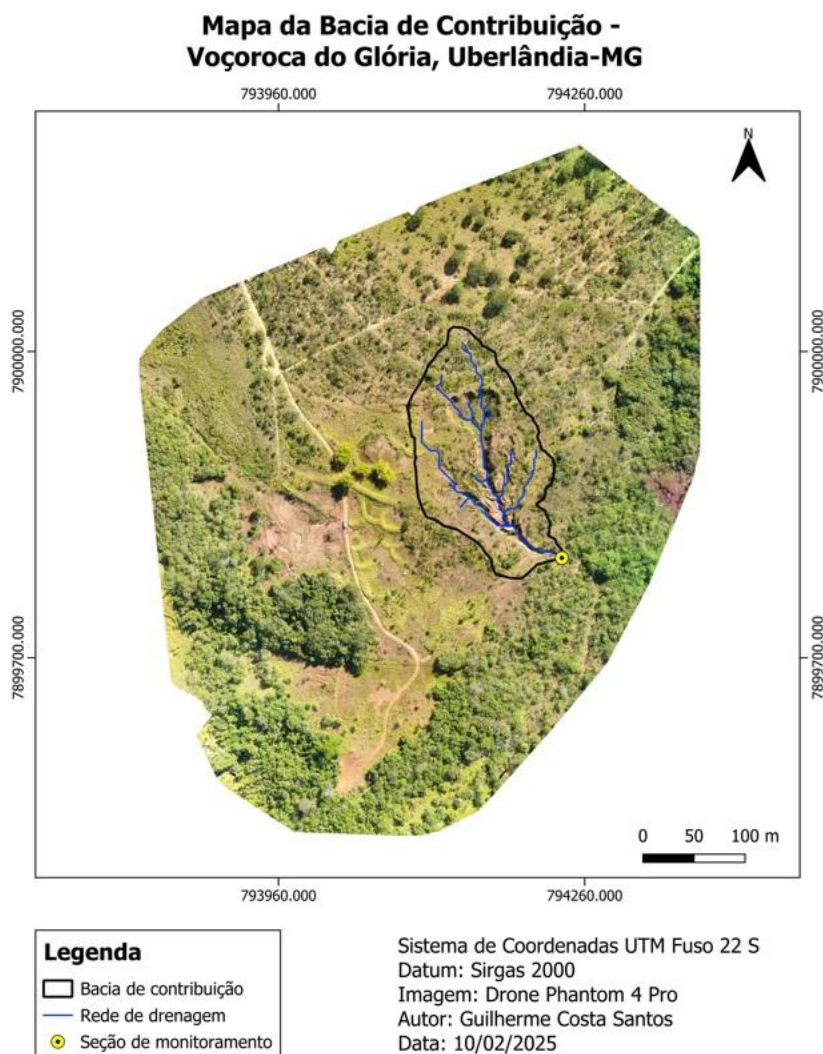 Mapa da Bacia de Contribuição -
Voçoroca do Glória, Uberlândia-MG
793960.000
794260.000
N
7900000.000
7900000.000
7899700.000
7899700.000
0 50 100 m
793960.000
794260.000
Legenda
Bacia de contribuição
Rede de drenagem
Seção de monitoramento
Sistema de Coordenadas UTM Fuso 22 S
Datum: Sirgas 2000
Imagem: Drone Phantom 4 Pro
Autor: Guilherme Costa Santos
Data: 10/02/2025